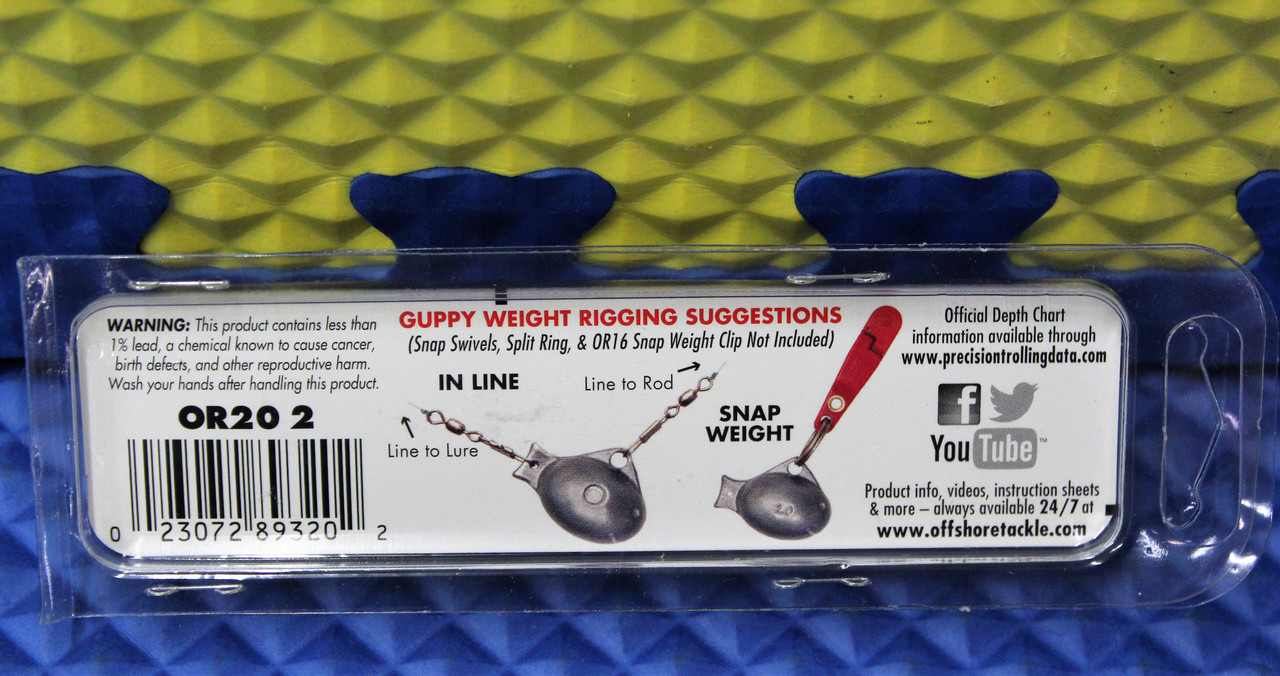 WARNING: This product contains less than
1% lead, a chemical known to cause cancer,
birth defects, and other reproductive harm.
Wash your hands after handling this product.
OR20 2
0 23072 89320 2
GUPPY WEIGHT RIGGING SUGGESTIONS
(Snap Swivels, Split Ring, & OR16 Snap Weight Clip Not Included)
IN LINE
Line to Rod
Line to Lure
SNAP
WEIGHT
20
Official Depth Chart
information available through
www.precisiontrollingdata.com
f
YouTube™
Product info, videos, instruction sheets
& more – always available 24/7 at
www.offshoretackle.com